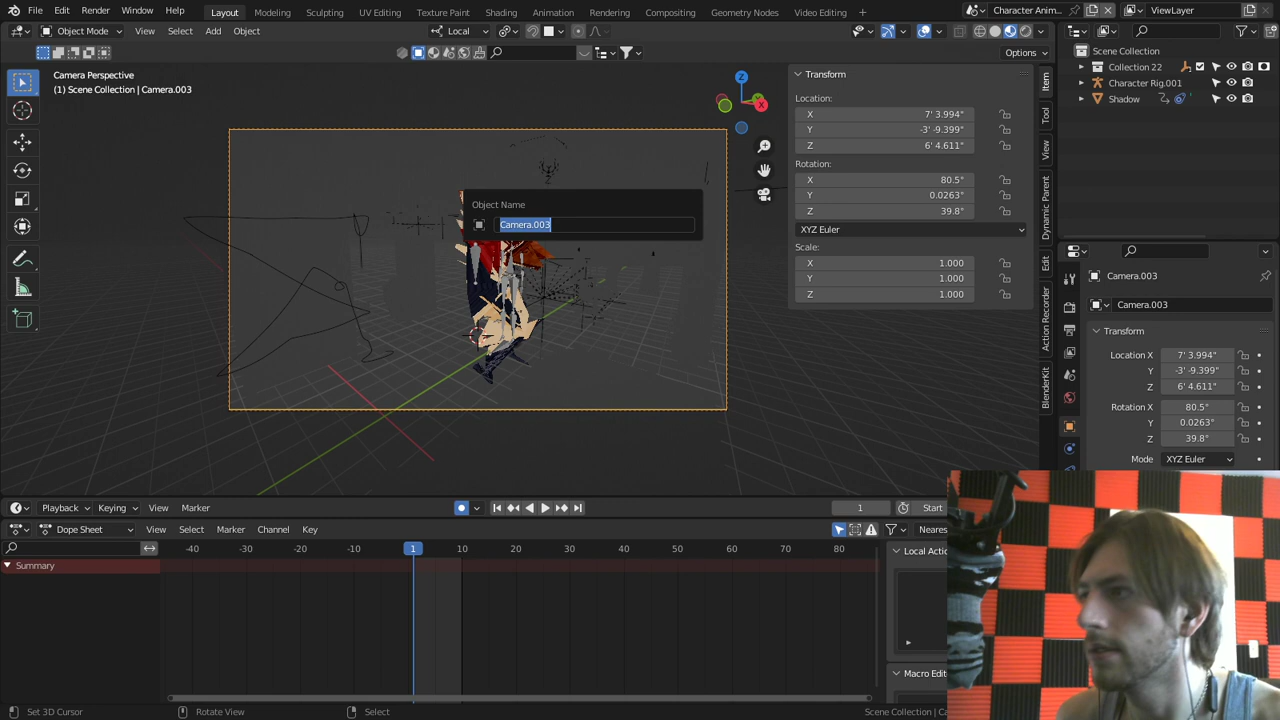 File Edit Render Window Help Layout Modeling Sculpting UV Editing Texture Paint Shading Animation Rendering Compositing Geometry Nodes Video Editing + Character Anim... ViewLayer
Object Mode View Select Add Object Local
Options
Camera Perspective
(1) Scene Collection | Camera.003
Z
X
Transform
Location:
X 7' 3.994"
Y -3' -9.399"
Z 6' 4.611"
Rotation:
X 80.5°
Y 0.0263°
Z 39.8°
XYZ Euler
Scale:
X 1.000
Y 1.000
Z 1.000
Item
Tool
View
Dynamic Parent
Edit
Action Recorder
BlenderKit
Object Name
Camera.003
Scene Collection
Collection 22
Character Rig.001
Shadow
Camera.003
Camera.003
Transform
Location X 7' 3.994"
Y -3' -9.399"
Z 6' 4.611"
Rotation X 80.5°
Y 0.0263°
Z 39.8°
Mode XYZ Euler
Playback Keying View Marker 1 Start
Dope Sheet View Select Marker Channel Key Neares
-40 -30 -20 -10 1 10 20 30 40 50 60 70 80
Summary
Local Actio
Macro Edit
Set 3D Cursor Rotate View Select Scene Collection | Ca